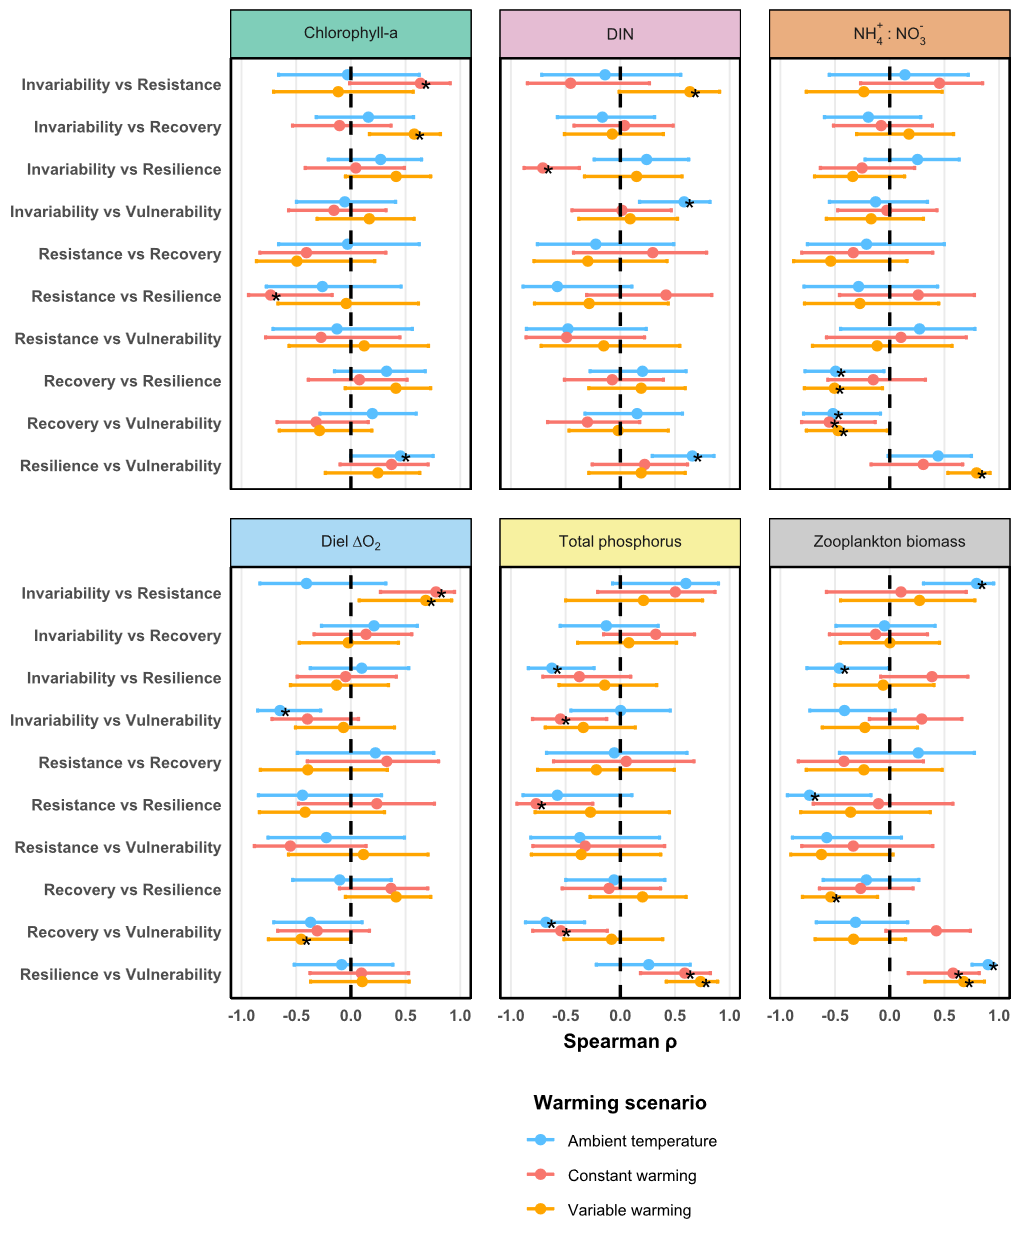 Chlorophyll-a
DIN
NH₄⁺ : NO₃⁻
Invariability vs Resistance
Invariability vs Recovery
Invariability vs Resilience
Invariability vs Vulnerability
Resistance vs Recovery
Resistance vs Resilience
Resistance vs Vulnerability
Recovery vs Resilience
Recovery vs Vulnerability
Resilience vs Vulnerability
Diel ΔO₂
Total phosphorus
Zooplankton biomass
Invariability vs Resistance
Invariability vs Recovery
Invariability vs Resilience
Invariability vs Vulnerability
Resistance vs Recovery
Resistance vs Resilience
Resistance vs Vulnerability
Recovery vs Resilience
Recovery vs Vulnerability
Resilience vs Vulnerability
-1.0 -0.5 0.0 0.5 1.0 -1.0 -0.5 0.0 0.5 1.0 -1.0 -0.5 0.0 0.5 1.0
Spearman ρ
Warming scenario
Ambient temperature
Constant warming
Variable warming